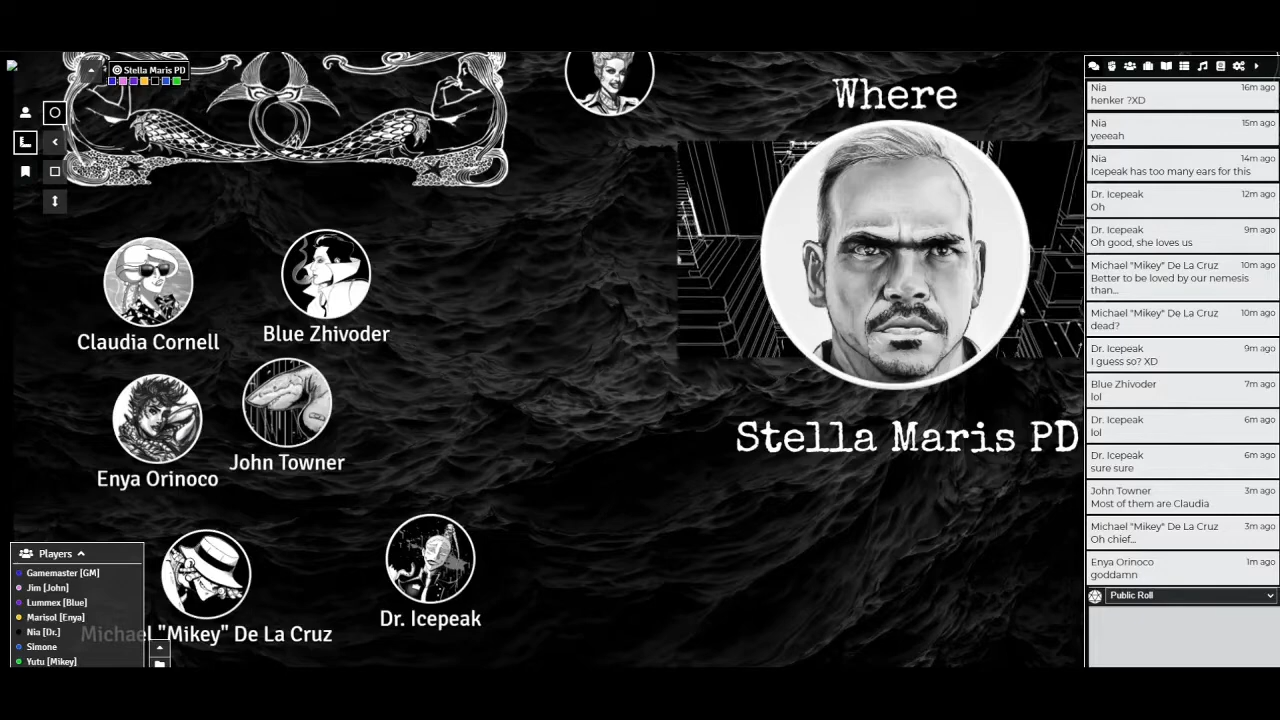 Stella Maris PD
Where
Stella Maris PD
Claudia Cornell
Blue Zhivoder
Enya Orinoco
John Towner
Michael "Mikey" De La Cruz
Dr. Icepeak
Players
Gamemaster [GM]
Jim [John]
Lummex [Blue]
Marisol [Enya]
Nia [Dr.]
Simone
Yutu [Mikey]
Nia 16m ago
henker ?XD
Nia 15m ago
yeeeah
Nia 14m ago
Icepeak has too many ears for this
Dr. Icepeak 12m ago
Oh
Dr. Icepeak 9m ago
Oh good, she loves us
Michael "Mikey" De La Cruz 10m ago
Better to be loved by our nemesis
than...
Michael "Mikey" De La Cruz 10m ago
dead?
Dr. Icepeak 9m ago
I guess so? XD
Blue Zhivoder 7m ago
lol
Dr. Icepeak 6m ago
lol
Dr. Icepeak 6m ago
sure sure
John Towner 3m ago
Most of them are Claudia
Michael "Mikey" De La Cruz 3m ago
Oh chief...
Enya Orinoco 1m ago
goddamn
Public Roll